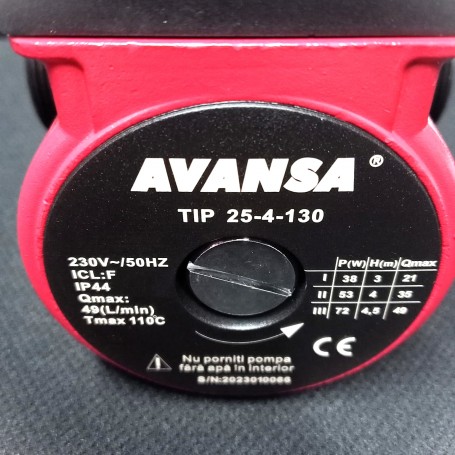 AVANSA ®
TIP 25-4-130
230V~/50HZ
ICL:F
IP44
Qmax:
49(L/min)
Tmax 110℃
P(W) H(m) Qmax
I 38 3 21
II 53 4 35
III 72 4,5 49
CE
Nu porniti pompa
fără apă în interior
S/N:2023010066